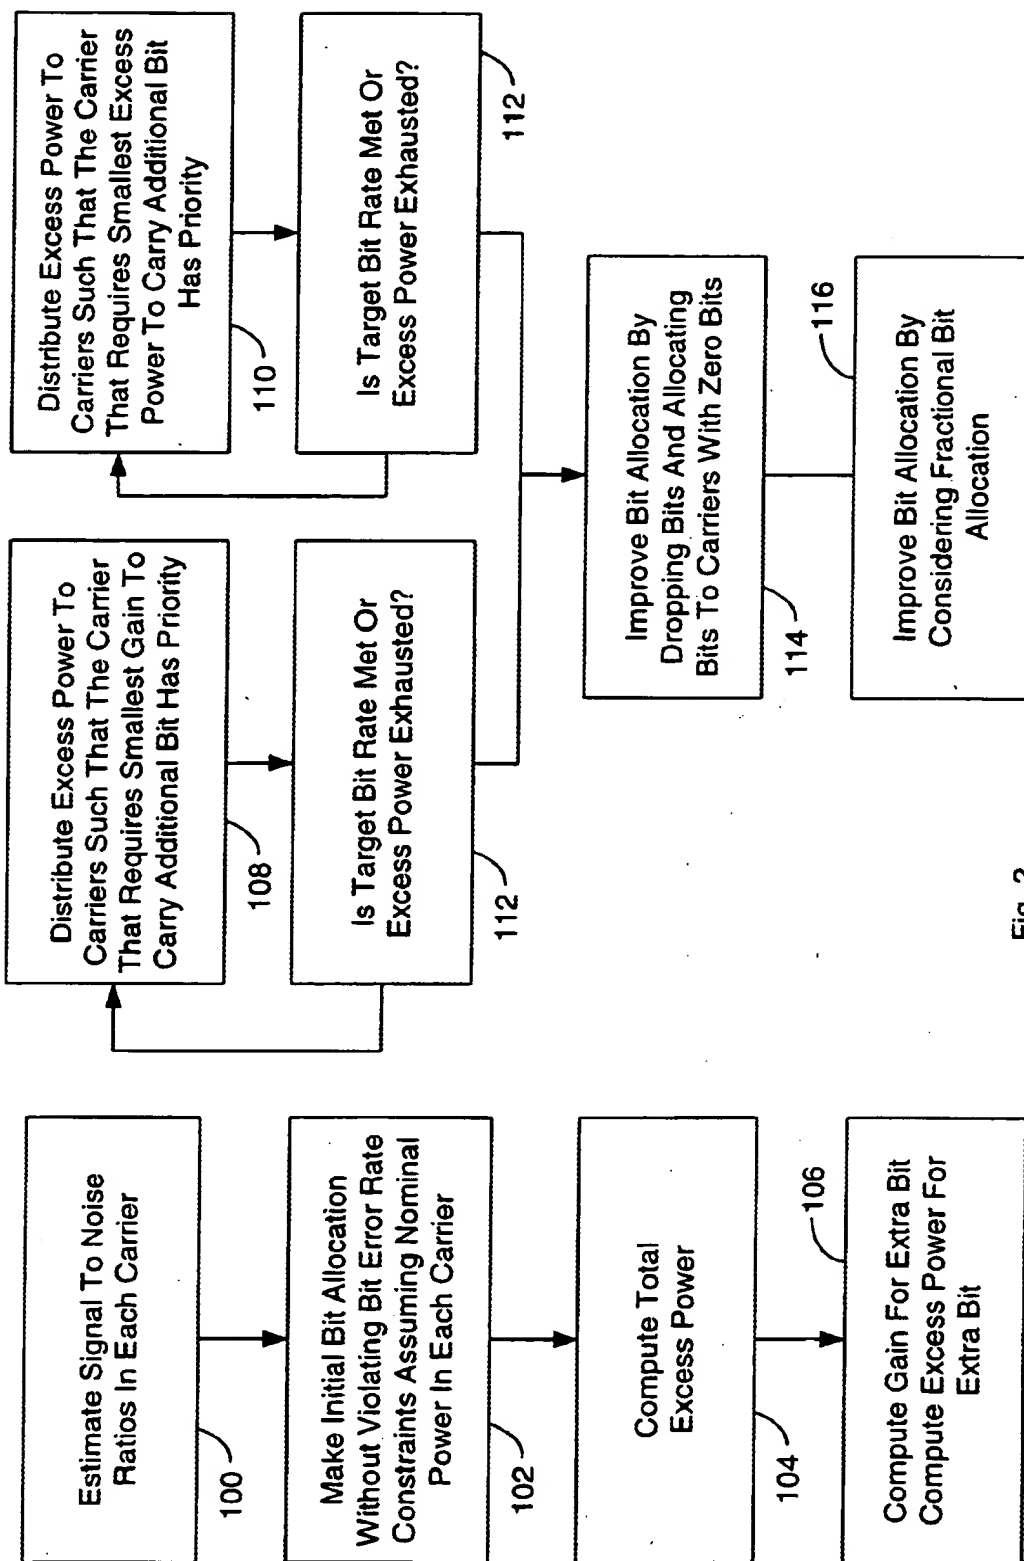 Estimate Signal To Noise
Ratios In Each Carrier
100
Make Initial Bit Allocation
Without Violating Bit Error Rate
Constraints Assuming Nominal
Power In Each Carrier
102
Compute Total
Excess Power
104
Compute Gain For Extra Bit
Compute Excess Power For
Extra Bit
106
Distribute Excess Power To
Carriers Such That The Carrier
That Requires Smallest Gain To
Carry Additional Bit Has Priority
108
Is Target Bit Rate Met Or
Excess Power Exhausted?
112
Distribute Excess Power To
Carriers Such That The Carrier
That Requires Smallest Excess
Power To Carry Additional Bit
Has Priority
110
Is Target Bit Rate Met Or
Excess Power Exhausted?
112
Improve Bit Allocation By
Dropping Bits And Allocating
Bits To Carriers With Zero Bits
114
Improve Bit Allocation By
Considering Fractional Bit
Allocation
116